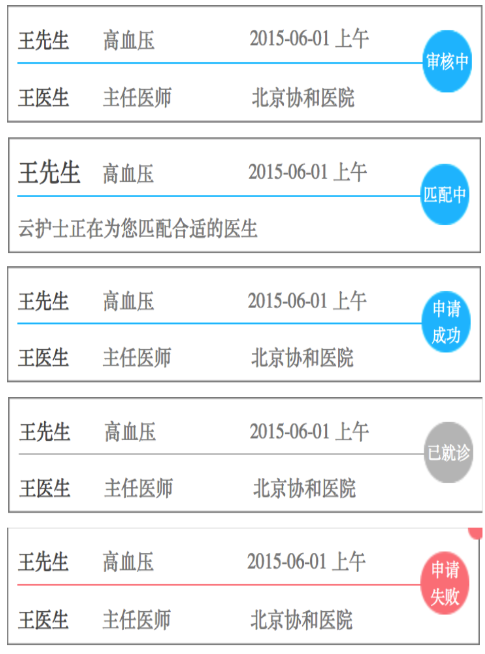 王先生 高血压 2015-06-01 上午
审核中
王医生 主任医师 北京协和医院
王先生 高血压 2015-06-01 上午
匹配中
云护士正在为您匹配合适的医生
王先生 高血压 2015-06-01 上午
申请
成功
王医生 主任医师 北京协和医院
王先生 高血压 2015-06-01 上午
已就诊
王医生 主任医师 北京协和医院
王先生 高血压 2015-06-01 上午
申请
失败
王医生 主任医师 北京协和医院